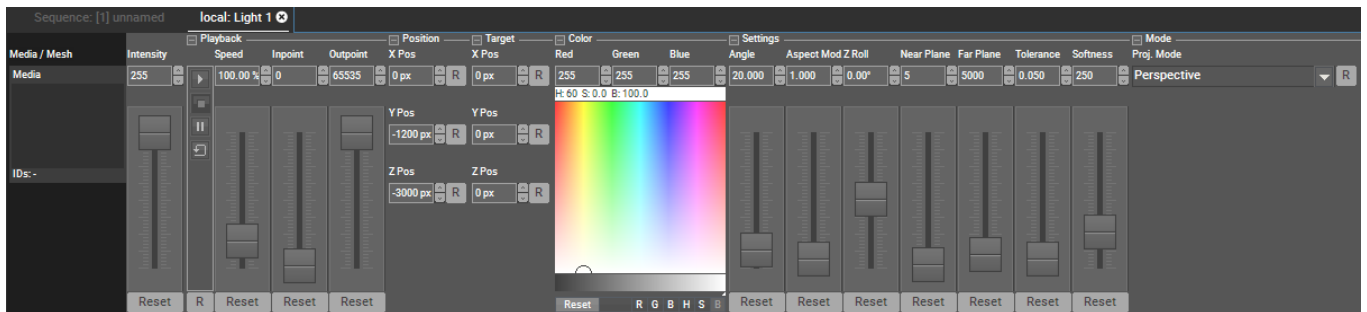 Sequence: [1] unnamed
local: Light 1
Playback
Position
Target
Color
Settings
Mode
Media / Mesh Intensity Speed Inpoint Outpoint X Pos X Pos Red Green Blue Angle Aspect Mod Z Roll Near Plane Far Plane Tolerance Softness Proj. Mode
Media 255 100.00 % 0 65535 0 px R 0 px R 255 255 255 20.000 1.000 0.00° 5 5000 0.050 250 Perspective R
H: 60 S: 0.0 B: 100.0
Y Pos Y Pos
-1200 px R 0 px R
IDs: - Z Pos Z Pos
-3000 px R 0 px R
Reset R Reset Reset Reset Reset R G B H S B Reset Reset Reset Reset Reset Reset Reset